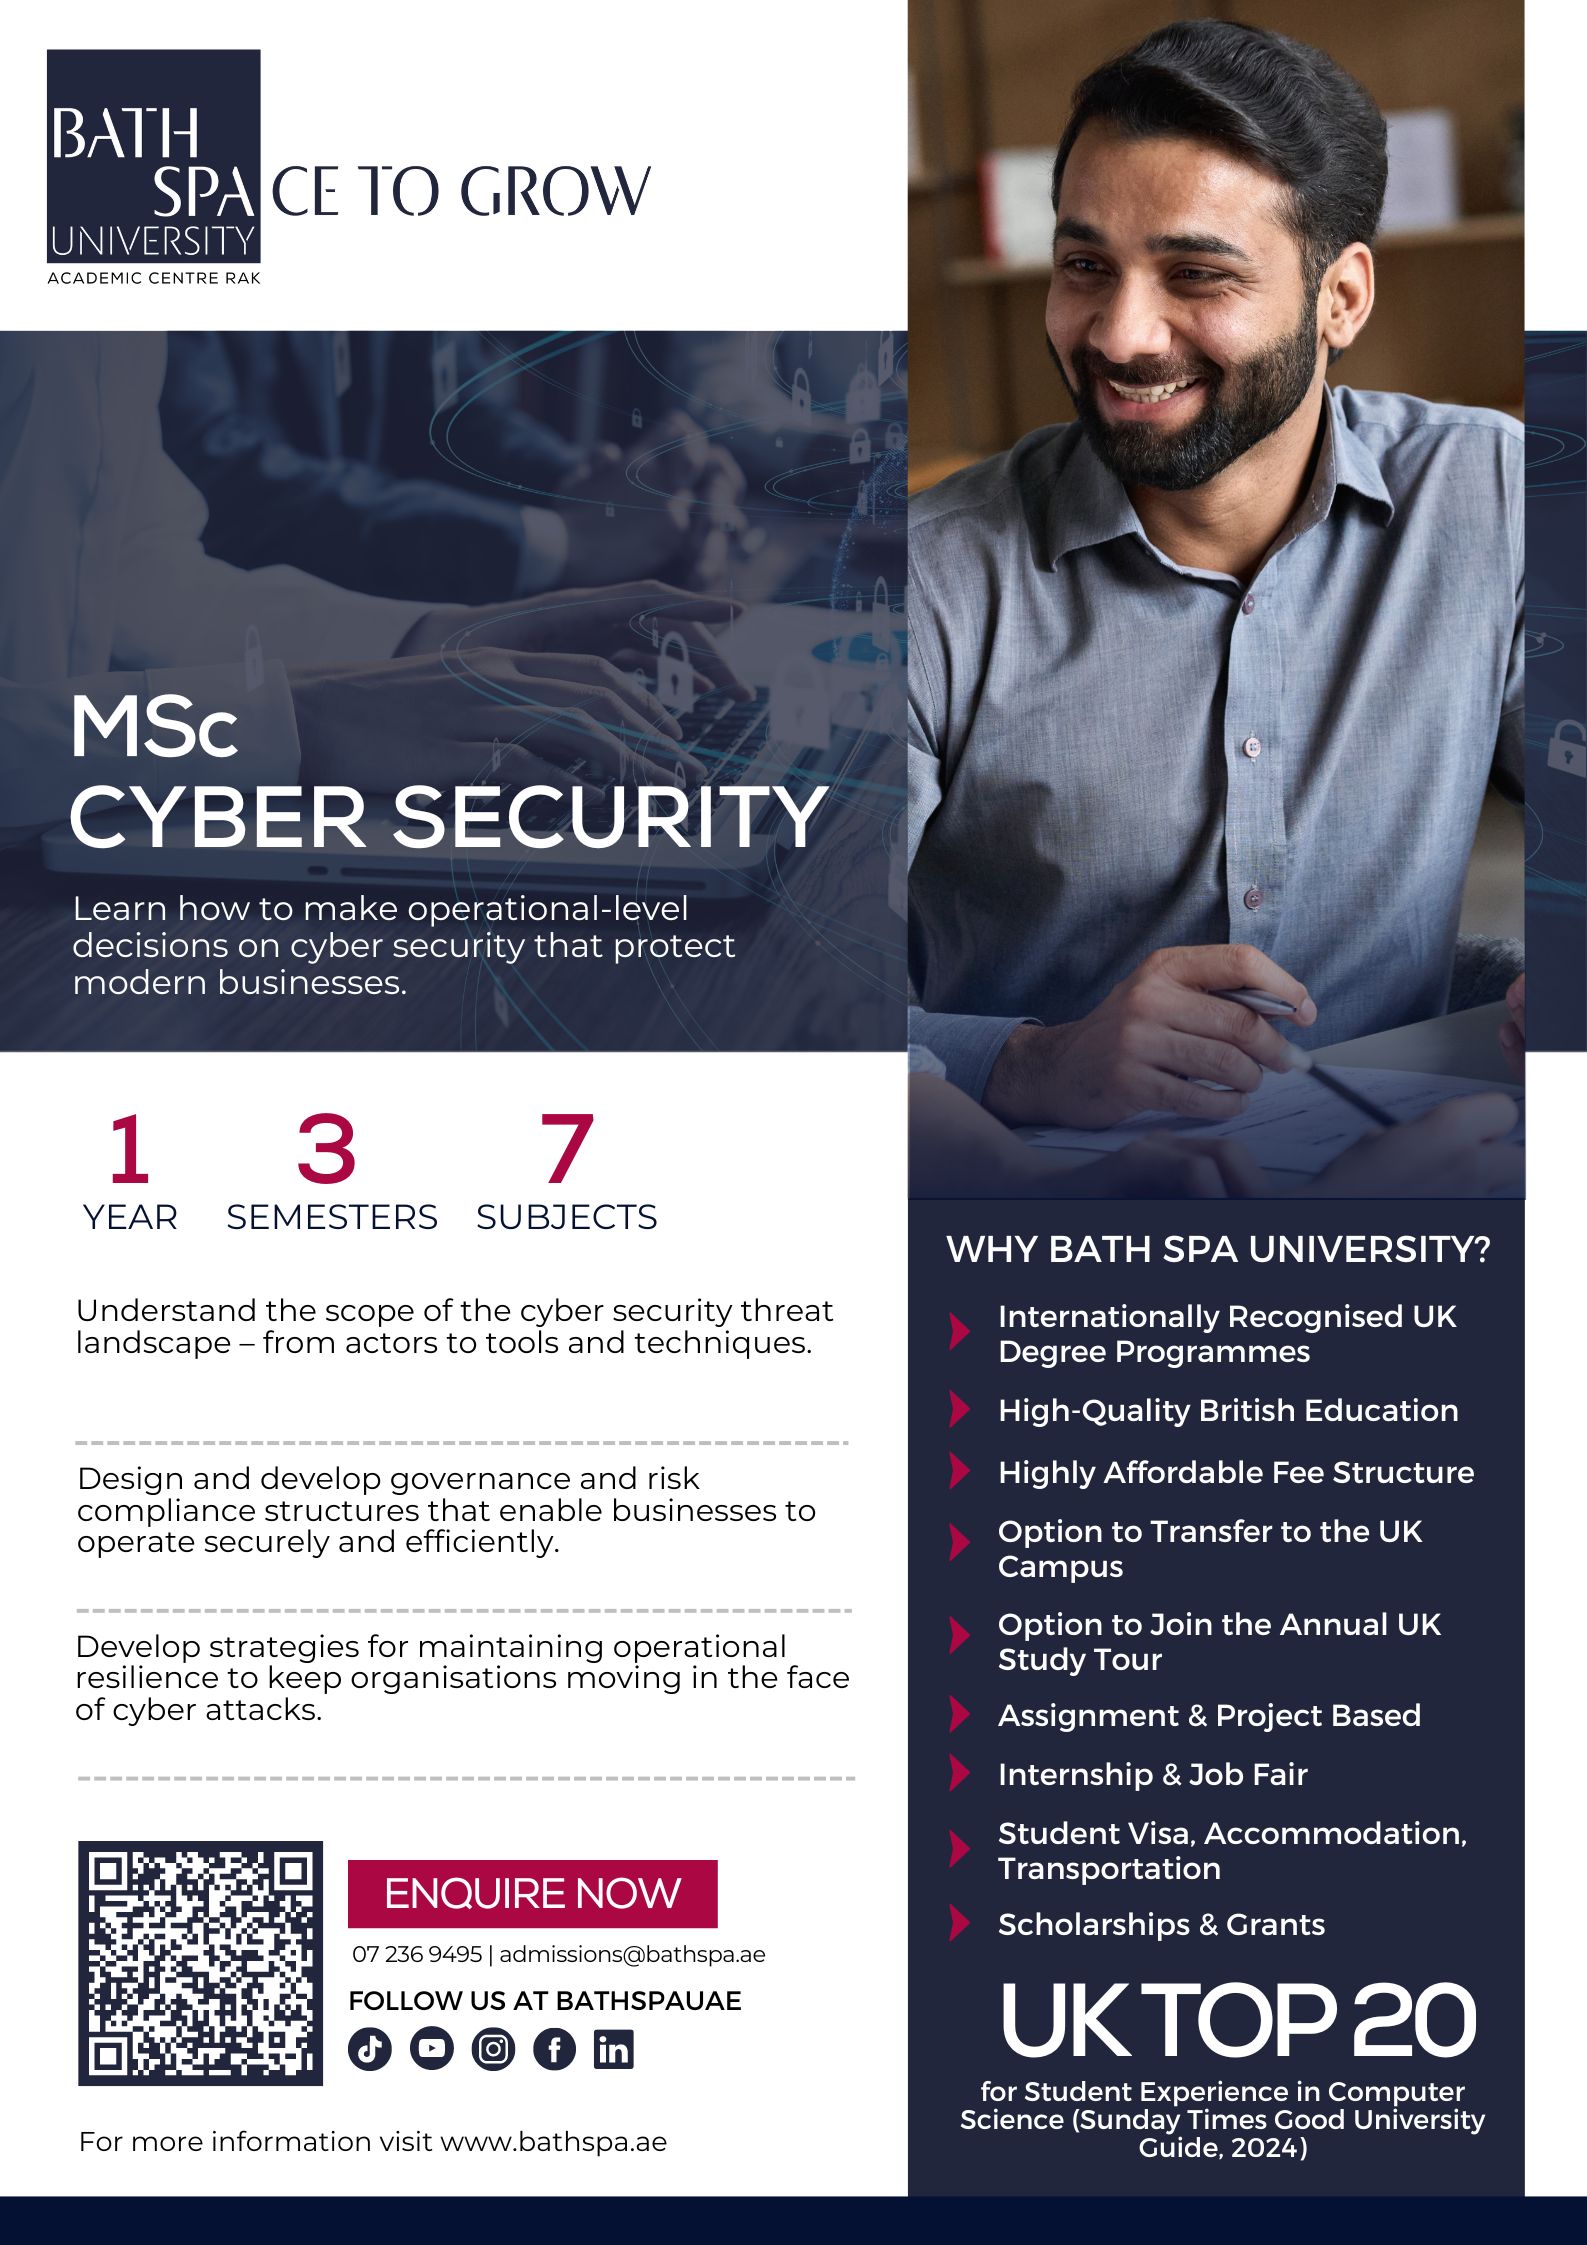 BATH
SPACE TO GROW
UNIVERSITY
ACADEMIC CENTRE RAK
MSc
CYBER SECURITY
Learn how to make operational-level
decisions on cyber security that protect
modern businesses.
1
YEAR
3
SEMESTERS
7
SUBJECTS
Understand the scope of the cyber security threat
landscape – from actors to tools and techniques.
Design and develop governance and risk
compliance structures that enable businesses to
operate securely and efficiently.
Develop strategies for maintaining operational
resilience to keep organisations moving in the face
of cyber attacks.
ENQUIRE NOW
07 236 9495 | admissions@bathspa.ae
FOLLOW US AT BATHSPAUAE
For more information visit www.bathspa.ae
WHY BATH SPA UNIVERSITY?
Internationally Recognised UK
Degree Programmes
High-Quality British Education
Highly Affordable Fee Structure
Option to Transfer to the UK
Campus
Option to Join the Annual UK
Study Tour
Assignment & Project Based
Internship & Job Fair
Student Visa, Accommodation,
Transportation
Scholarships & Grants
UK TOP 20
for Student Experience in Computer
Science (Sunday Times Good University
Guide, 2024)